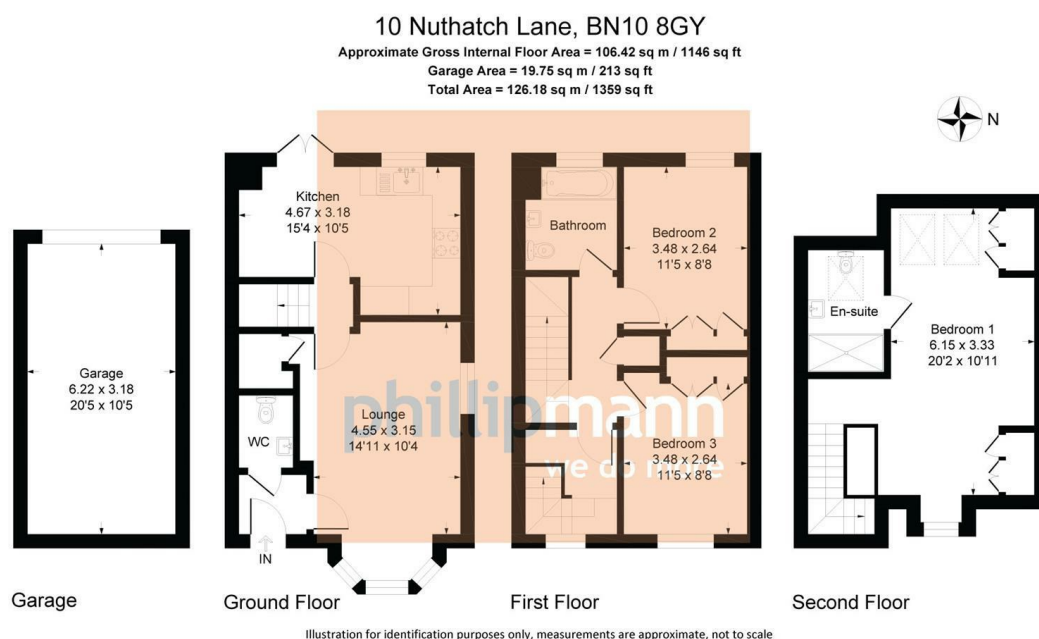 10 Nuthatch Lane, BN10 8GY
Approximate Gross Internal Floor Area = 106.42 sq m / 1146 sq ft
Garage Area = 19.75 sq m / 213 sq ft
Total Area = 126.18 sq m / 1359 sq ft
N
Garage
6.22 x 3.18
20'5 x 10'5
Kitchen
4.67 x 3.18
15'4 x 10'5
Lounge
4.55 x 3.15
14'11 x 10'4
WC
IN
Bathroom
Bedroom 2
3.48 x 2.64
11'5 x 8'8
Bedroom 3
3.48 x 2.64
11'5 x 8'8
En-suite
Bedroom 1
6.15 x 3.33
20'2 x 10'11
phillipmann
we do more
Garage
Ground Floor
First Floor
Second Floor
Illustration for identification purposes only, measurements are approximate, not to scale